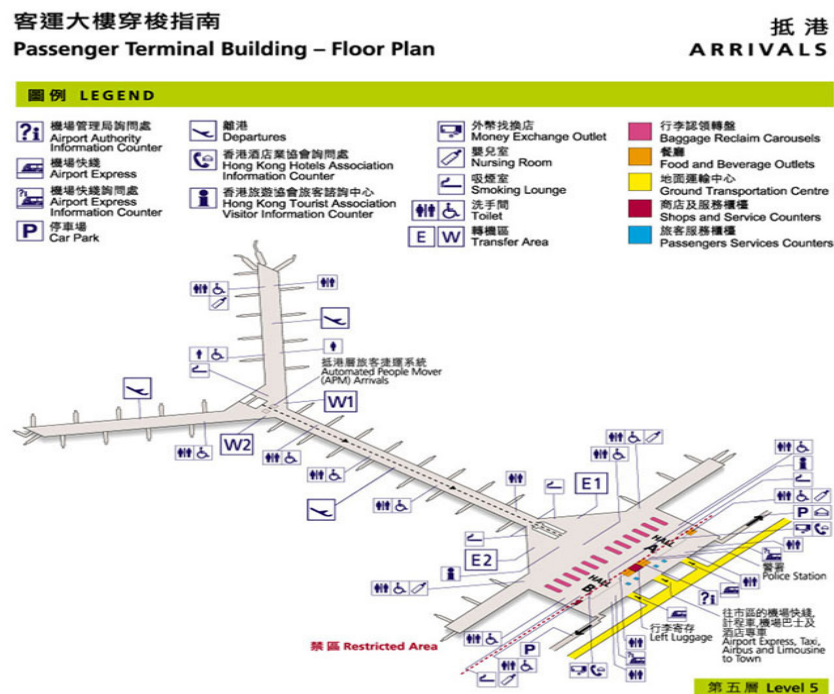 客運大樓穿梭指南
Passenger Terminal Building – Floor Plan
抵港
ARRIVALS
圖例 LEGEND
機場管理局詢問處
Airport Authority
Information Counter
機場快綫
Airport Express
機場快綫詢問處
Airport Express
Information Counter
P
停車場
Car Park
離港
Departures
香港酒店業協會詢問處
Hong Kong Hotels Association
Information Counter
香港旅遊協會旅客諮詢中心
Hong Kong Tourist Association
Visitor Information Counter
外幣找換店
Money Exchange Outlet
嬰兒室
Nursing Room
吸煙室
Smoking Lounge
洗手間
Toilet
E W
轉機區
Transfer Area
行李認領轉盤
Baggage Reclaim Carousels
餐廳
Food and Beverage Outlets
地面運輸中心
Ground Transportation Centre
商店及服務櫃檯
Shops and Service Counters
旅客服務櫃檯
Passengers Services Counters
抵港層旅客捷運系統
Automated People Mover
(APM) Arrivals
W1
W2
E1
E2
HALL
A
HALL
B
P
警署
Police Station
往市區的機場快綫,
計程車,機場巴士及
酒店專車
Airport Express, Taxi,
Airbus and Limousine
to Town
行李寄存
Left Luggage
P
禁區 Restricted Area
第五層 Level 5